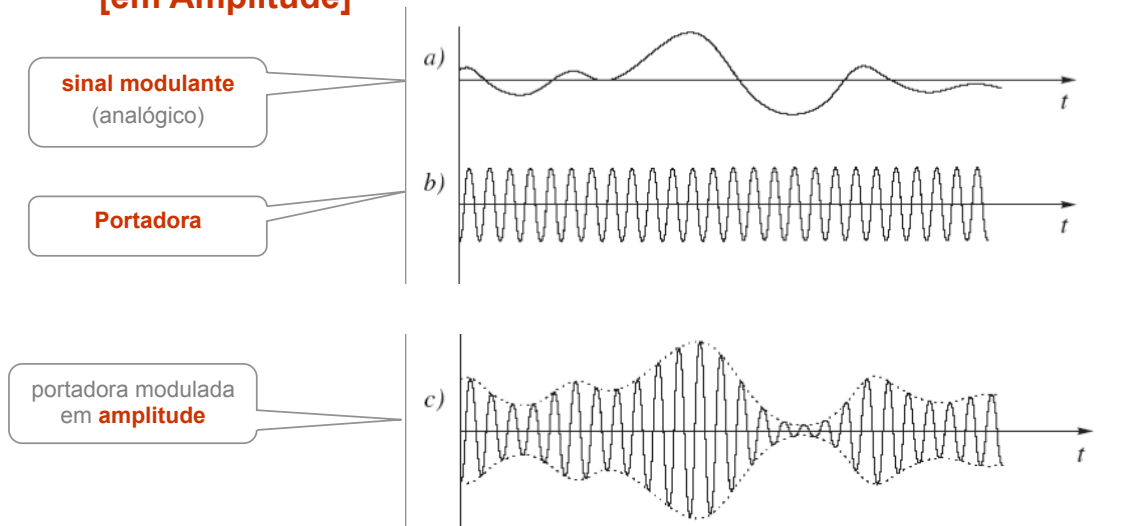 [em Amplitude]
sinal modulante
(analógico)
a)
t
Portadora
b)
t
portadora modulada
em amplitude
c)
t